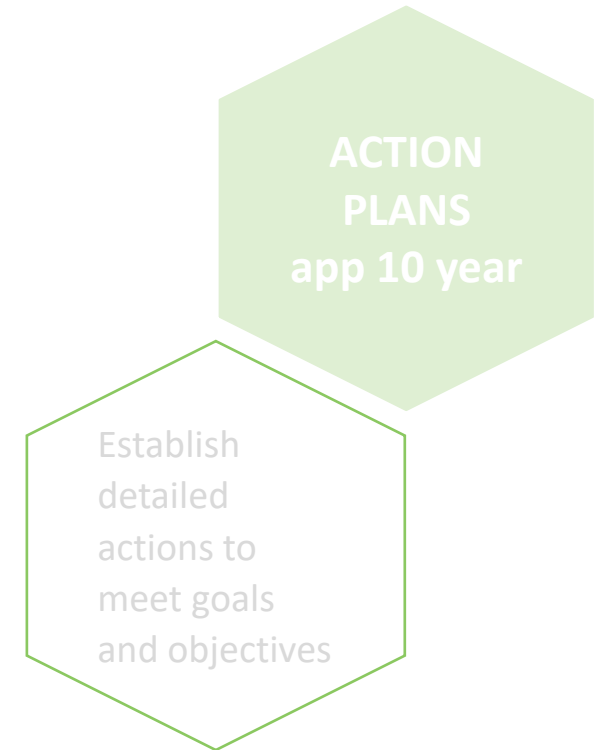 ACTION
PLANS
app 10 year
Establish
detailed
actions to
meet goals
and objectives